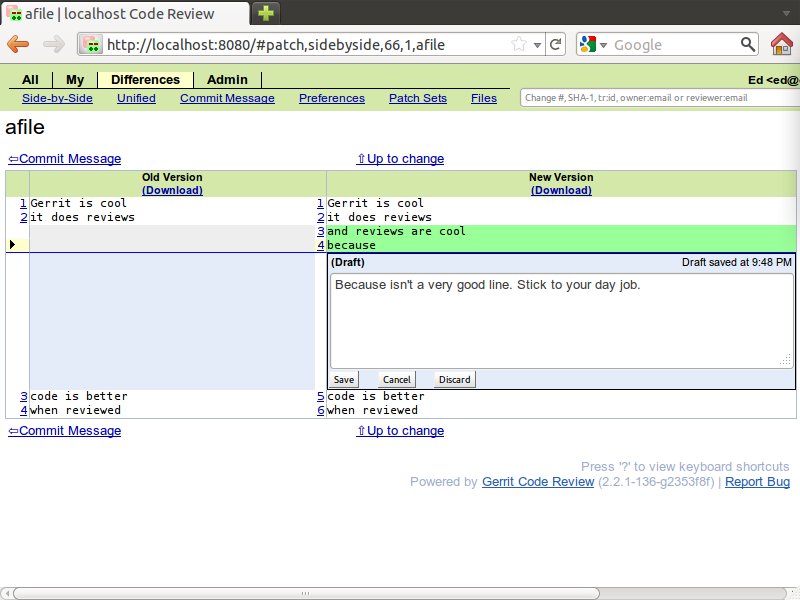 afile | localhost Code Review
http://localhost:8080/#patch,sidebyside,66,1,afile
Google
All My Differences Admin
Ed <ed@
Side-by-Side Unified Commit Message Preferences Patch Sets Files
Change #, SHA-1, tr:id, owner:email or reviewer:email
afile
⇦Commit Message ⇧Up to change
Old Version New Version
(Download) (Download)
1 Gerrit is cool 1 Gerrit is cool
2 it does reviews 2 it does reviews
3 and reviews are cool
4 because
(Draft) Draft saved at 9:48 PM
Because isn't a very good line. Stick to your day job.
Save Cancel Discard
3 code is better 5 code is better
4 when reviewed 6 when reviewed
⇦Commit Message ⇧Up to change
Press '?' to view keyboard shortcuts
Powered by Gerrit Code Review (2.2.1-136-g2353f8f) | Report Bug